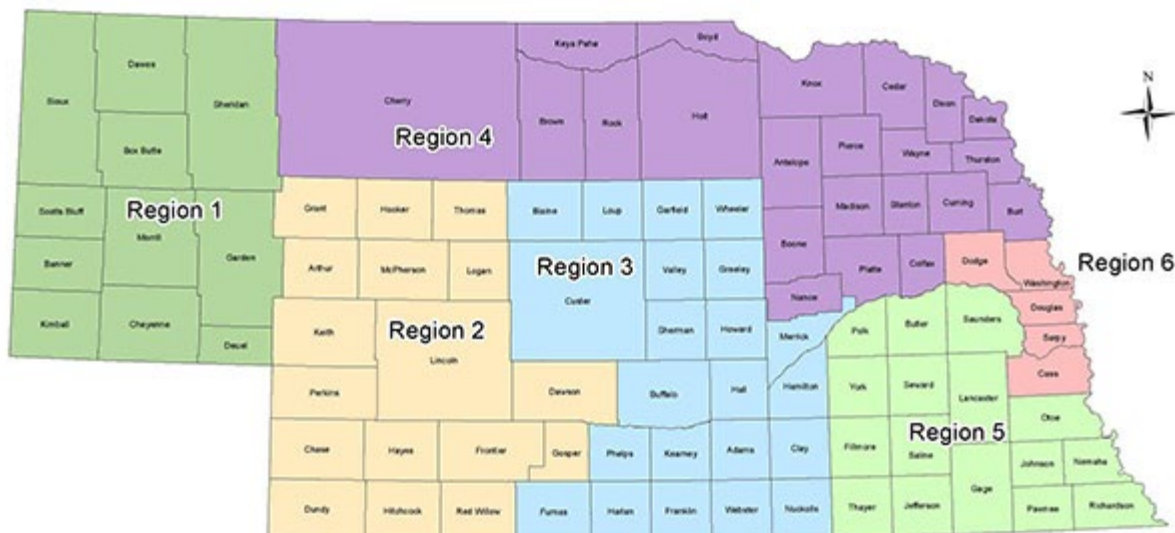 Boyd
Keya Paha
N
Dawes
Sioux
Sheridan
Cherry
Knox
Cedar
Dixon
Dakota
Brown
Rock
Holt
Region 4
Box Butte
Antelope
Pierce
Wayne
Thurston
Scotts Bluff
Region 1
Morrill
Garden
Grant
Hooker
Thomas
Blaine
Loup
Garfield
Wheeler
Madison
Stanton
Cuming
Burt
Boone
Banner
Arthur
McPherson
Logan
Region 3
Custer
Valley
Greeley
Platte
Colfax
Dodge
Region 6
Washington
Nance
Kimball
Cheyenne
Deuel
Keith
Region 2
Lincoln
Sherman
Howard
Merrick
Polk
Butler
Saunders
Douglas
Sarpy
Perkins
Dawson
Buffalo
Hall
Hamilton
York
Seward
Lancaster
Cass
Otoe
Region 5
Chase
Hayes
Frontier
Gosper
Phelps
Kearney
Adams
Clay
Fillmore
Saline
Johnson
Nemaha
Gage
Dundy
Hitchcock
Red Willow
Furnas
Harlan
Franklin
Webster
Nuckolls
Thayer
Jefferson
Pawnee
Richardson